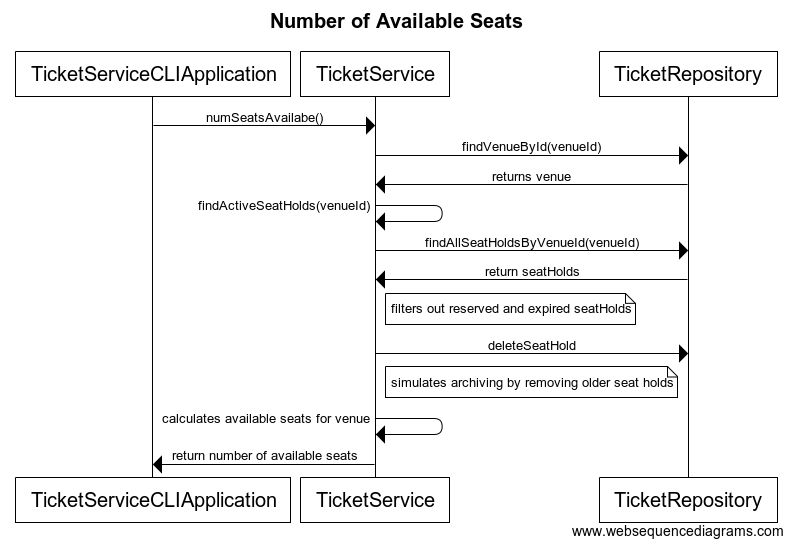 Number of Available Seats
TicketServiceCLIApplication TicketService TicketRepository
numSeatsAvailabe()
findVenueById(venueId)
returns venue
findActiveSeatHolds(venueId)
findAllSeatHoldsByVenueId(venueId)
return seatHolds
filters out reserved and expired seatHolds
deleteSeatHold
simulates archiving by removing older seat holds
calculates available seats for venue
return number of available seats
TicketServiceCLIApplication TicketService TicketRepository
www.websequencediagrams.com